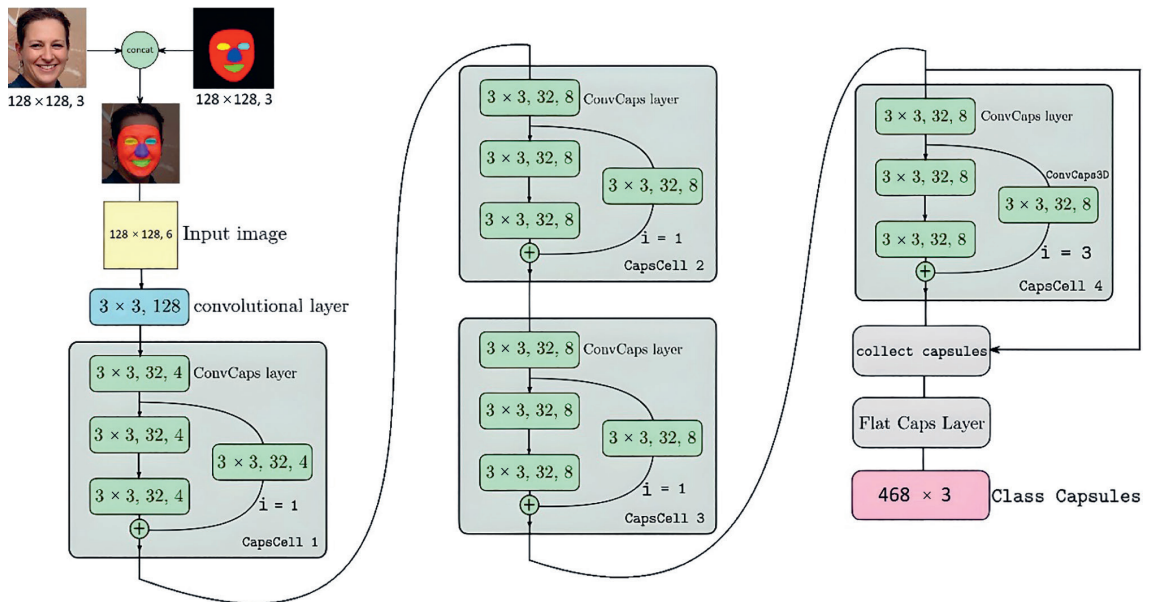 concat
128 × 128, 3
128 × 128, 3
128 × 128, 6
Input image
3 × 3, 128
convolutional layer
3 × 3, 32, 4
ConvCaps layer
3 × 3, 32, 4
3 × 3, 32, 4
3 × 3, 32, 4
i = 1
+
CapsCell 1
3 × 3, 32, 8
ConvCaps layer
3 × 3, 32, 8
3 × 3, 32, 8
3 × 3, 32, 8
i = 1
+
CapsCell 2
3 × 3, 32, 8
ConvCaps layer
3 × 3, 32, 8
3 × 3, 32, 8
3 × 3, 32, 8
i = 1
+
CapsCell 3
3 × 3, 32, 8
ConvCaps layer
3 × 3, 32, 8
ConvCaps3D
3 × 3, 32, 8
3 × 3, 32, 8
i = 3
+
CapsCell 4
collect capsules
Flat Caps Layer
468 × 3
Class Capsules